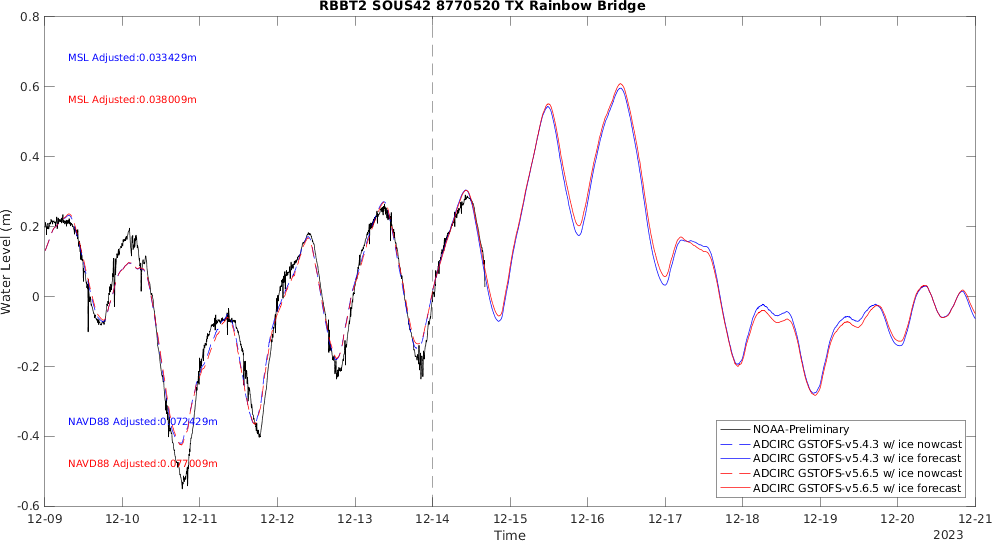 RBBT2 SOUS42 8770520 TX Rainbow Bridge
MSL Adjusted:0.033429m
MSL Adjusted:0.038009m
NAVD88 Adjusted:0.072429m
NAVD88 Adjusted:0.077009m
Water Level (m)
0.8
0.6
0.4
0.2
0
-0.2
-0.4
-0.6
NOAA-Preliminary
ADCIRC GSTOFS-v5.4.3 w/ ice nowcast
ADCIRC GSTOFS-v5.4.3 w/ ice forecast
ADCIRC GSTOFS-v5.6.5 w/ ice nowcast
ADCIRC GSTOFS-v5.6.5 w/ ice forecast
12-09 12-10 12-11 12-12 12-13 12-14 12-15 12-16 12-17 12-18 12-19 12-20 12-21
Time
2023